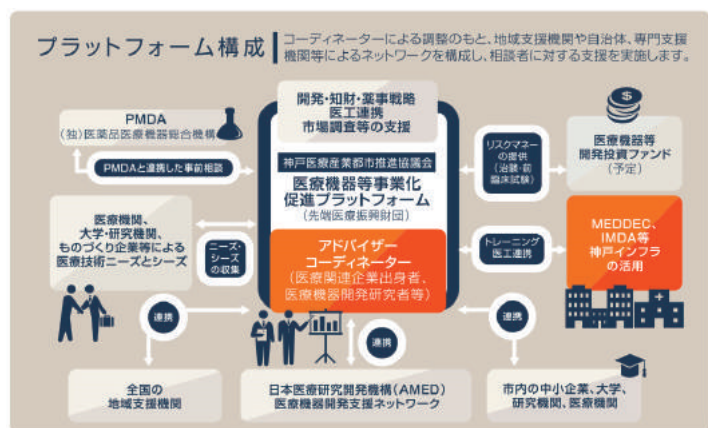 プラットフォーム構成
コーディネーターによる調整のもと、地域支援機関や自治体、専門支援
機関等によるネットワークを構成し、相談者に対する支援を実施します。
PMDA
(独)医薬品医療機器総合機構
PMDAと連携した事前相談
開発・知財・薬事戦略
医工連携
市場調査等の支援
神戸医療産業都市推進協議会
医療機器等事業化
促進プラットフォーム
(先端医療振興財団)
リスクマネー
の提供
(治験・前
臨床試験)
医療機器等
開発投資ファンド
(予定)
医療機関、
大学・研究機関、
ものづくり企業等による
医療技術ニーズとシーズ
ニーズ・
シーズ
の収集
アドバイザー
コーディネーター
(医療関連企業出身者、
医療機器開発研究者等)
トレーニング
医工連携
MEDDEC、
IMDA等
神戸インフラ
の活用
連携
連携
連携
全国の
地域支援機関
日本医療研究開発機構(AMED)
医療機器開発支援ネットワーク
市内の中小企業、大学、
研究機関、医療機関